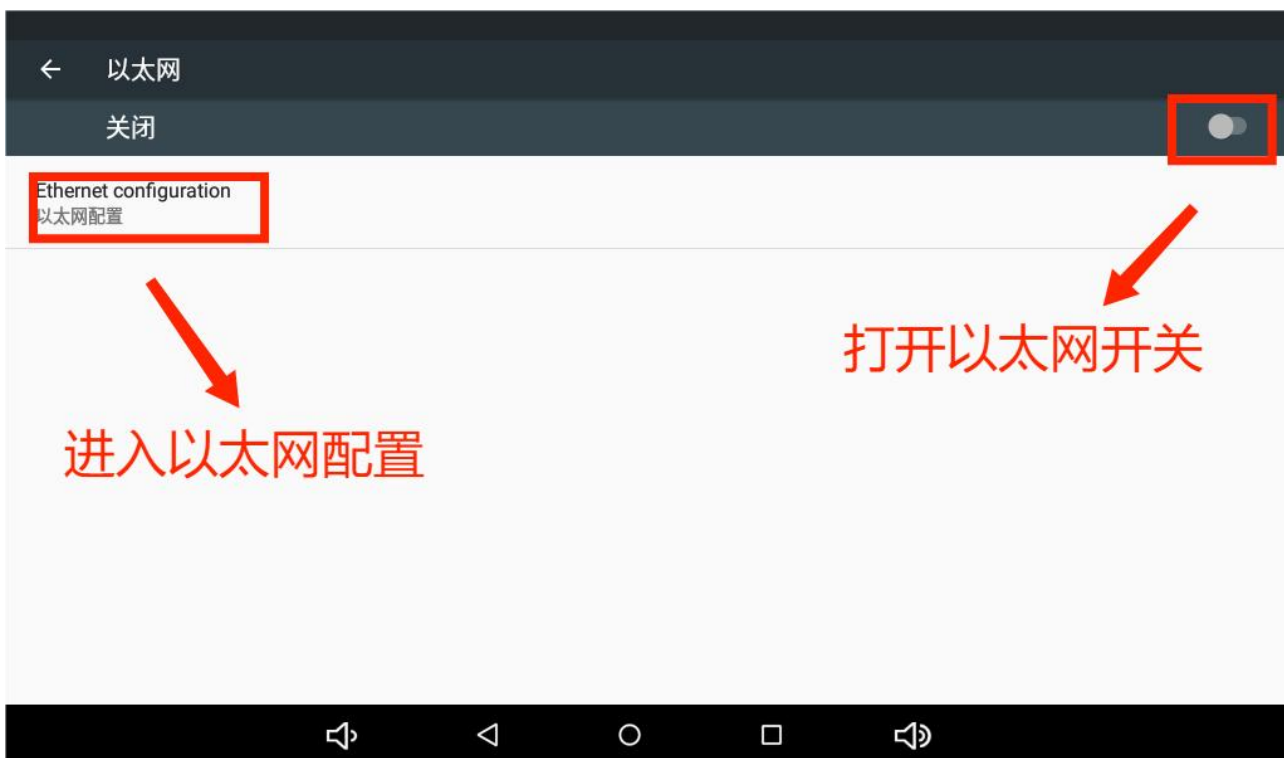 以太网
关闭
Ethernet configuration
以太网配置
打开以太网开关
进入以太网配置